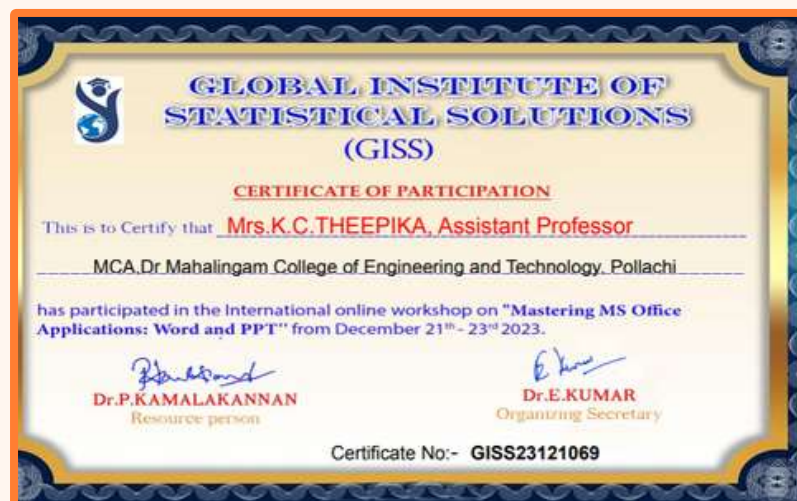 GLOBAL INSTITUTE OF
STATISTICAL SOLUTIONS
(GISS)
CERTIFICATE OF PARTICIPATION
This is to Certify that Mrs.K.C.THEEPIKA, Assistant Professor
MCA,Dr Mahalingam College of Engineering and Technology, Pollachi
has participated in the International online workshop on "Mastering MS Office
Applications: Word and PPT" from December 21th - 23rd 2023.
Dr.P.KAMALAKANNAN
Resource person
Dr.E.KUMAR
Organizing Secretary
Certificate No:- GISS23121069